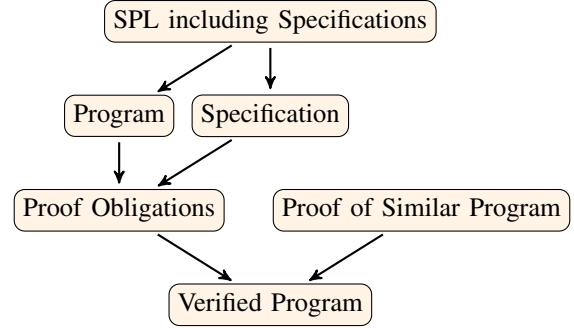 SPL including Specifications
Program
Specification
Proof Obligations
Proof of Similar Program
Verified Program